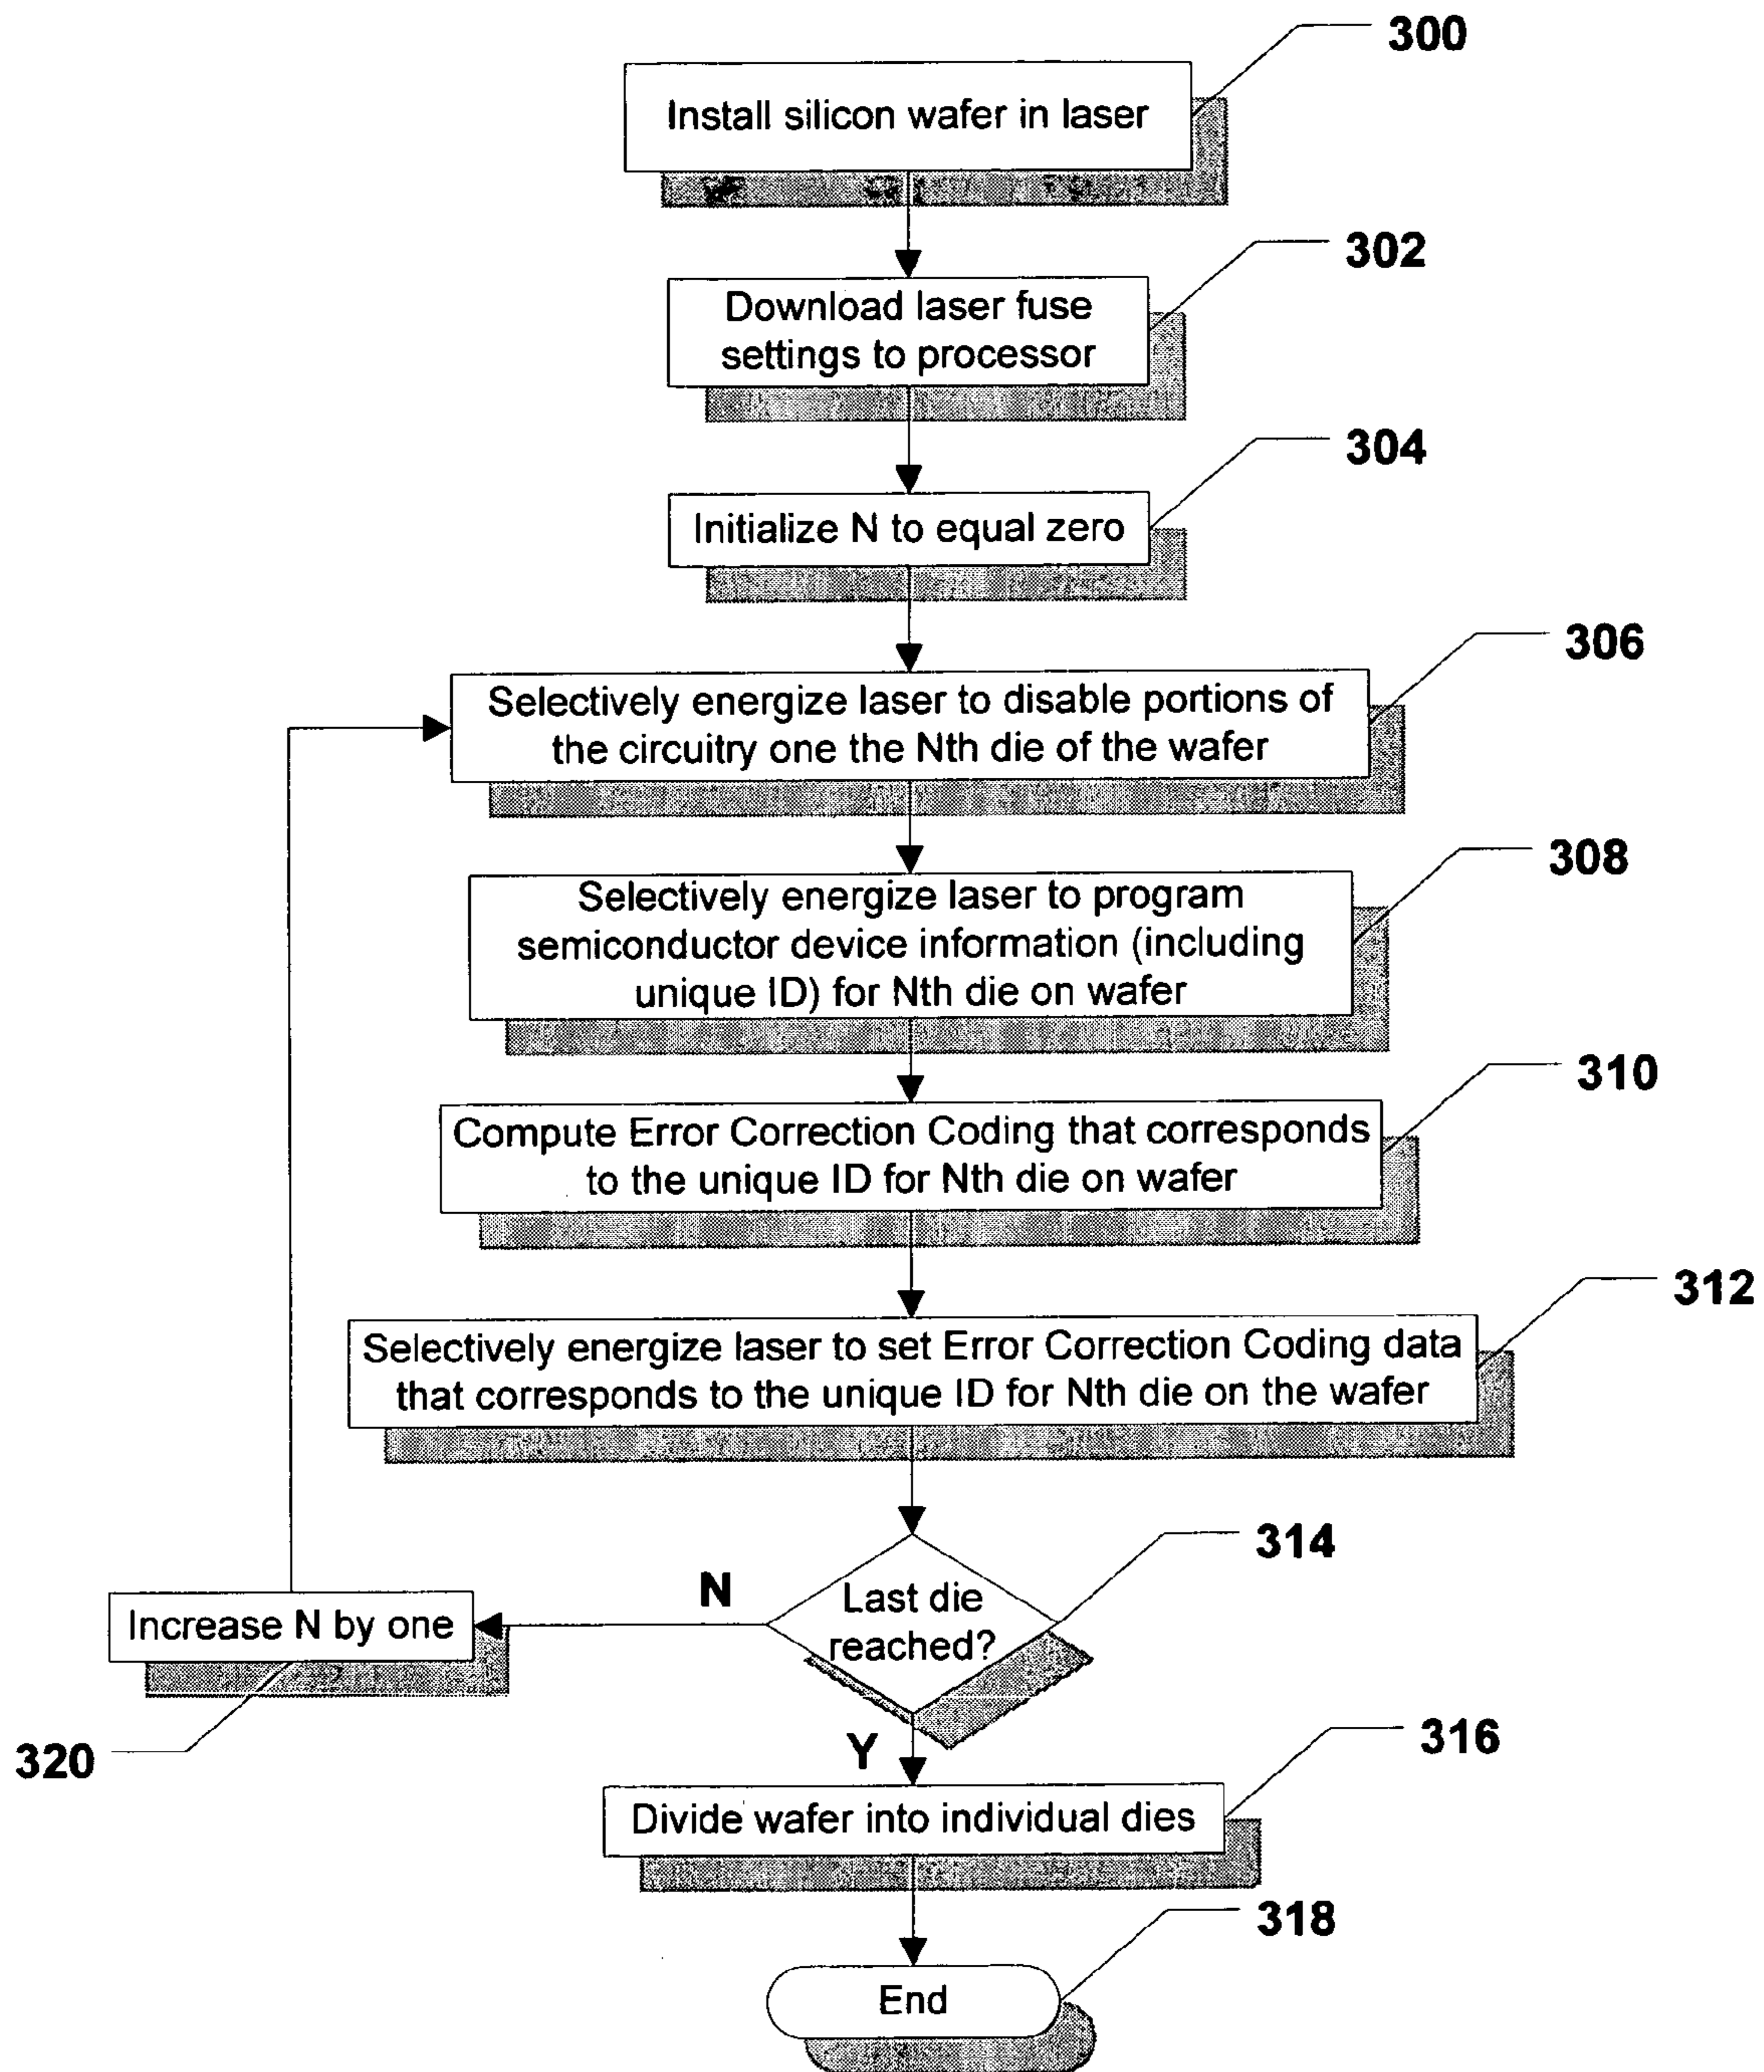 300
Install silicon wafer in laser
302
Download laser fuse
settings to processor
304
Initialize N to equal zero
306
Selectively energize laser to disable portions of
the circuitry one the Nth die of the wafer
308
Selectively energize laser to program
semiconductor device information (including
unique ID) for Nth die on wafer
310
Compute Error Correction Coding that corresponds
to the unique ID for Nth die on wafer
312
Selectively energize laser to set Error Correction Coding data
that corresponds to the unique ID for Nth die on the wafer
314
Last die
reached?
N
Increase N by one
320
Y
316
Divide wafer into individual dies
318
End